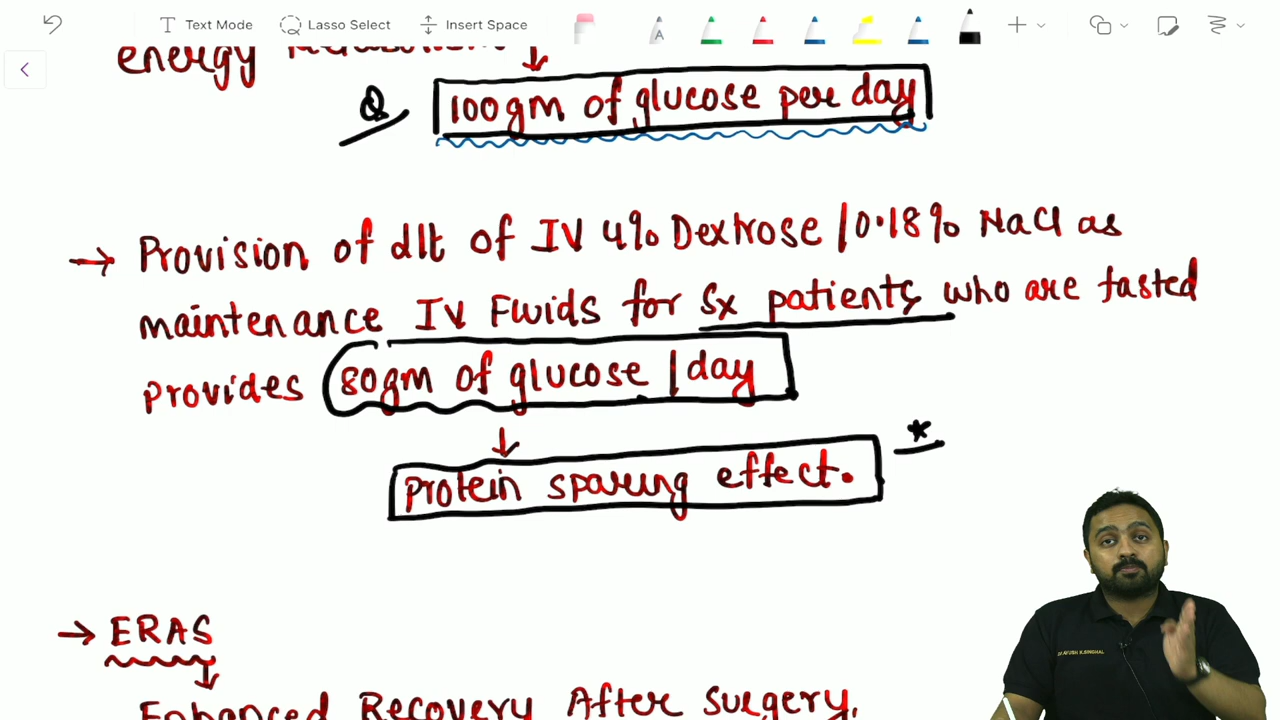 Text Mode
Lasso Select
Insert Space
energy
Q
100gm of glucose per day
→ Provision of dlt of IV 4% Dextrose / 0.18% NaCl as
maintenance IV Fluids for Sx patients who are fasted
provides 80gm of glucose / day
↓
Protein sparing effect. *
→ ERAS
↓
Enhanced Recovery After Surgery.